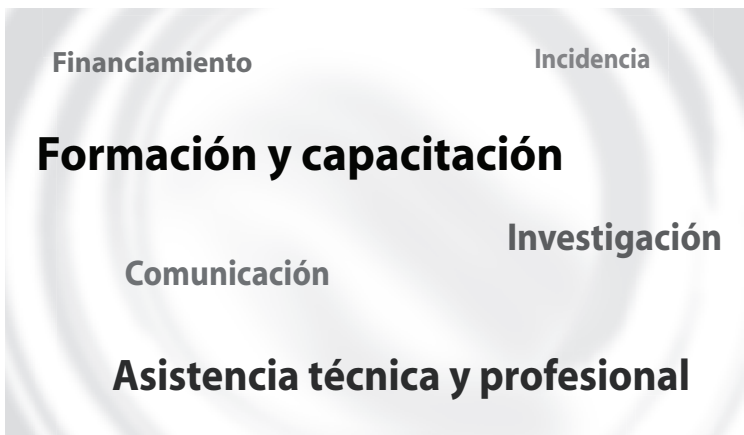 Financiamiento
Incidencia
Formación y capacitación
Investigación
Comunicación
Asistencia técnica y profesional